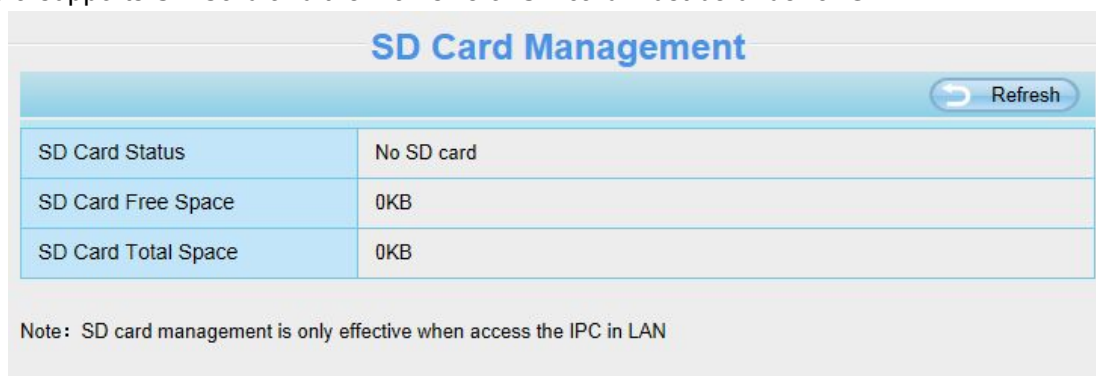 SD Card Management
Refresh
SD Card Status No SD card
SD Card Free Space 0KB
SD Card Total Space 0KB
Note: SD card management is only effective when access the IPC in LAN